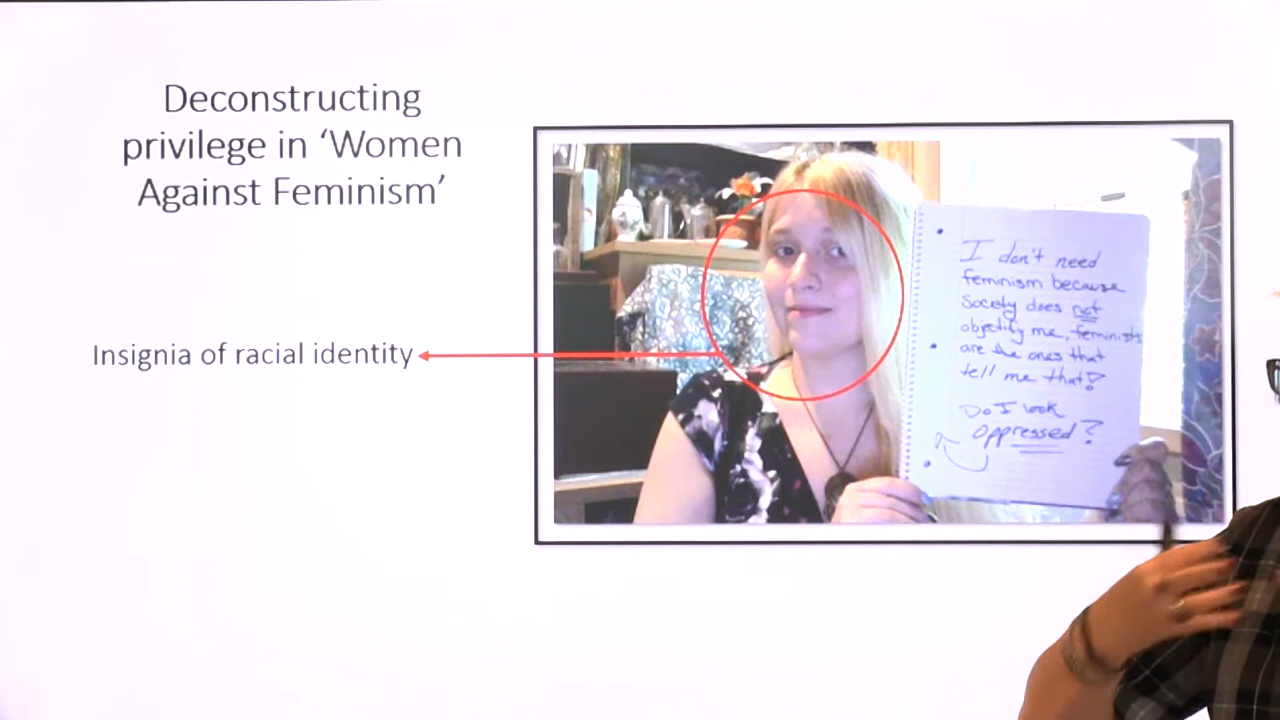 Deconstructing
privilege in ‘Women
Against Feminism’
Insignia of racial identity
I don't need
feminism because
Society does not
objectify me, feminists
are the ones that
tell me that!
Do I look
oppressed?